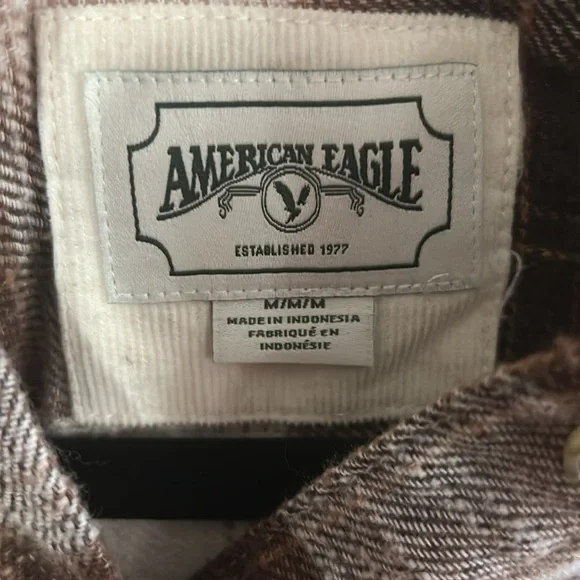 AMERICAN EAGLE
ESTABLISHED 1977
M/M/M
MADE IN INDONESIA
FABRIQUÉ EN
INDONÉSIE